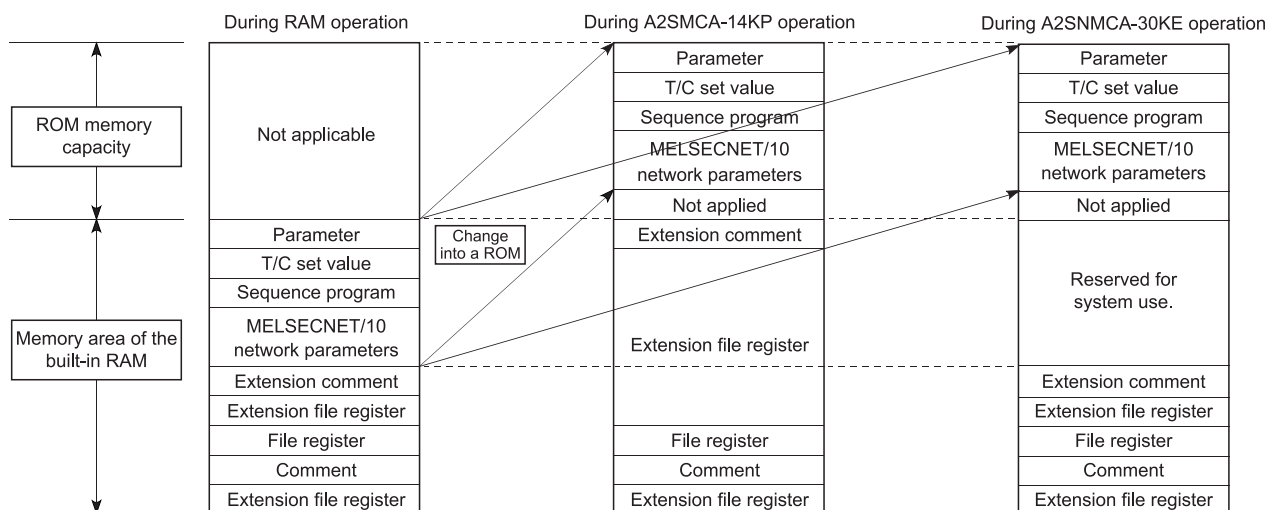 During RAM operation
During A2SMCA-14KP operation
During A2SNMCA-30KE operation
ROM memory
capacity
Memory area of the
built-in RAM
Not applicable
Parameter
T/C set value
Sequence program
MELSECNET/10
network parameters
Extension comment
Extension file register
File register
Comment
Extension file register
Change
into a ROM
Parameter
T/C set value
Sequence program
MELSECNET/10
network parameters
Not applied
Extension comment
Extension file register
File register
Comment
Extension file register
Parameter
T/C set value
Sequence program
MELSECNET/10
network parameters
Not applied
Reserved for
system use.
Extension comment
Extension file register
File register
Comment
Extension file register